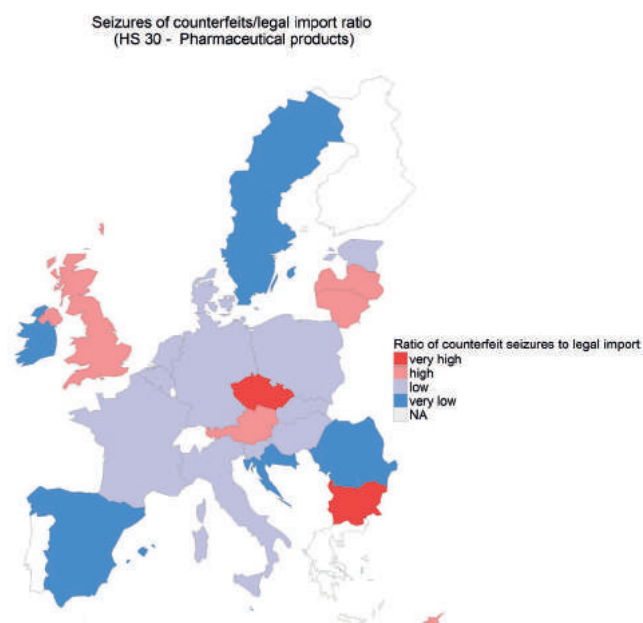 Seizures of counterfeits/legal import ratio
(HS 30 - Pharmaceutical products)
Ratio of counterfeit seizures to legal import
very high
high
low
very low
NA